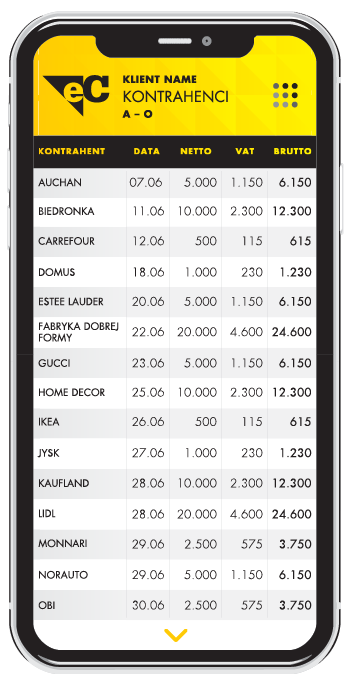 eC
KLIENT NAME
KONTRAHENCI
A – O
KONTRAHENT DATA NETTO VAT BRUTTO
AUCHAN 07.06 5.000 1.150 6.150
BIEDRONKA 11.06 10.000 2.300 12.300
CARREFOUR 12.06 500 115 615
DOMUS 18.06 1.000 230 1.230
ESTEE LAUDER 20.06 5.000 1.150 6.150
FABRYKA DOBREJ
FORMY 22.06 20.000 4.600 24.600
GUCCI 23.06 5.000 1.150 6.150
HOME DECOR 25.06 10.000 2.300 12.300
IKEA 26.06 500 115 615
JYSK 27.06 1.000 230 1.230
KAUFLAND 28.06 10.000 2.300 12.300
LIDL 28.06 20.000 4.600 24.600
MONNARI 29.06 2.500 575 3.750
NORAUTO 29.06 5.000 1.150 6.150
OBI 30.06 2.500 575 3.750